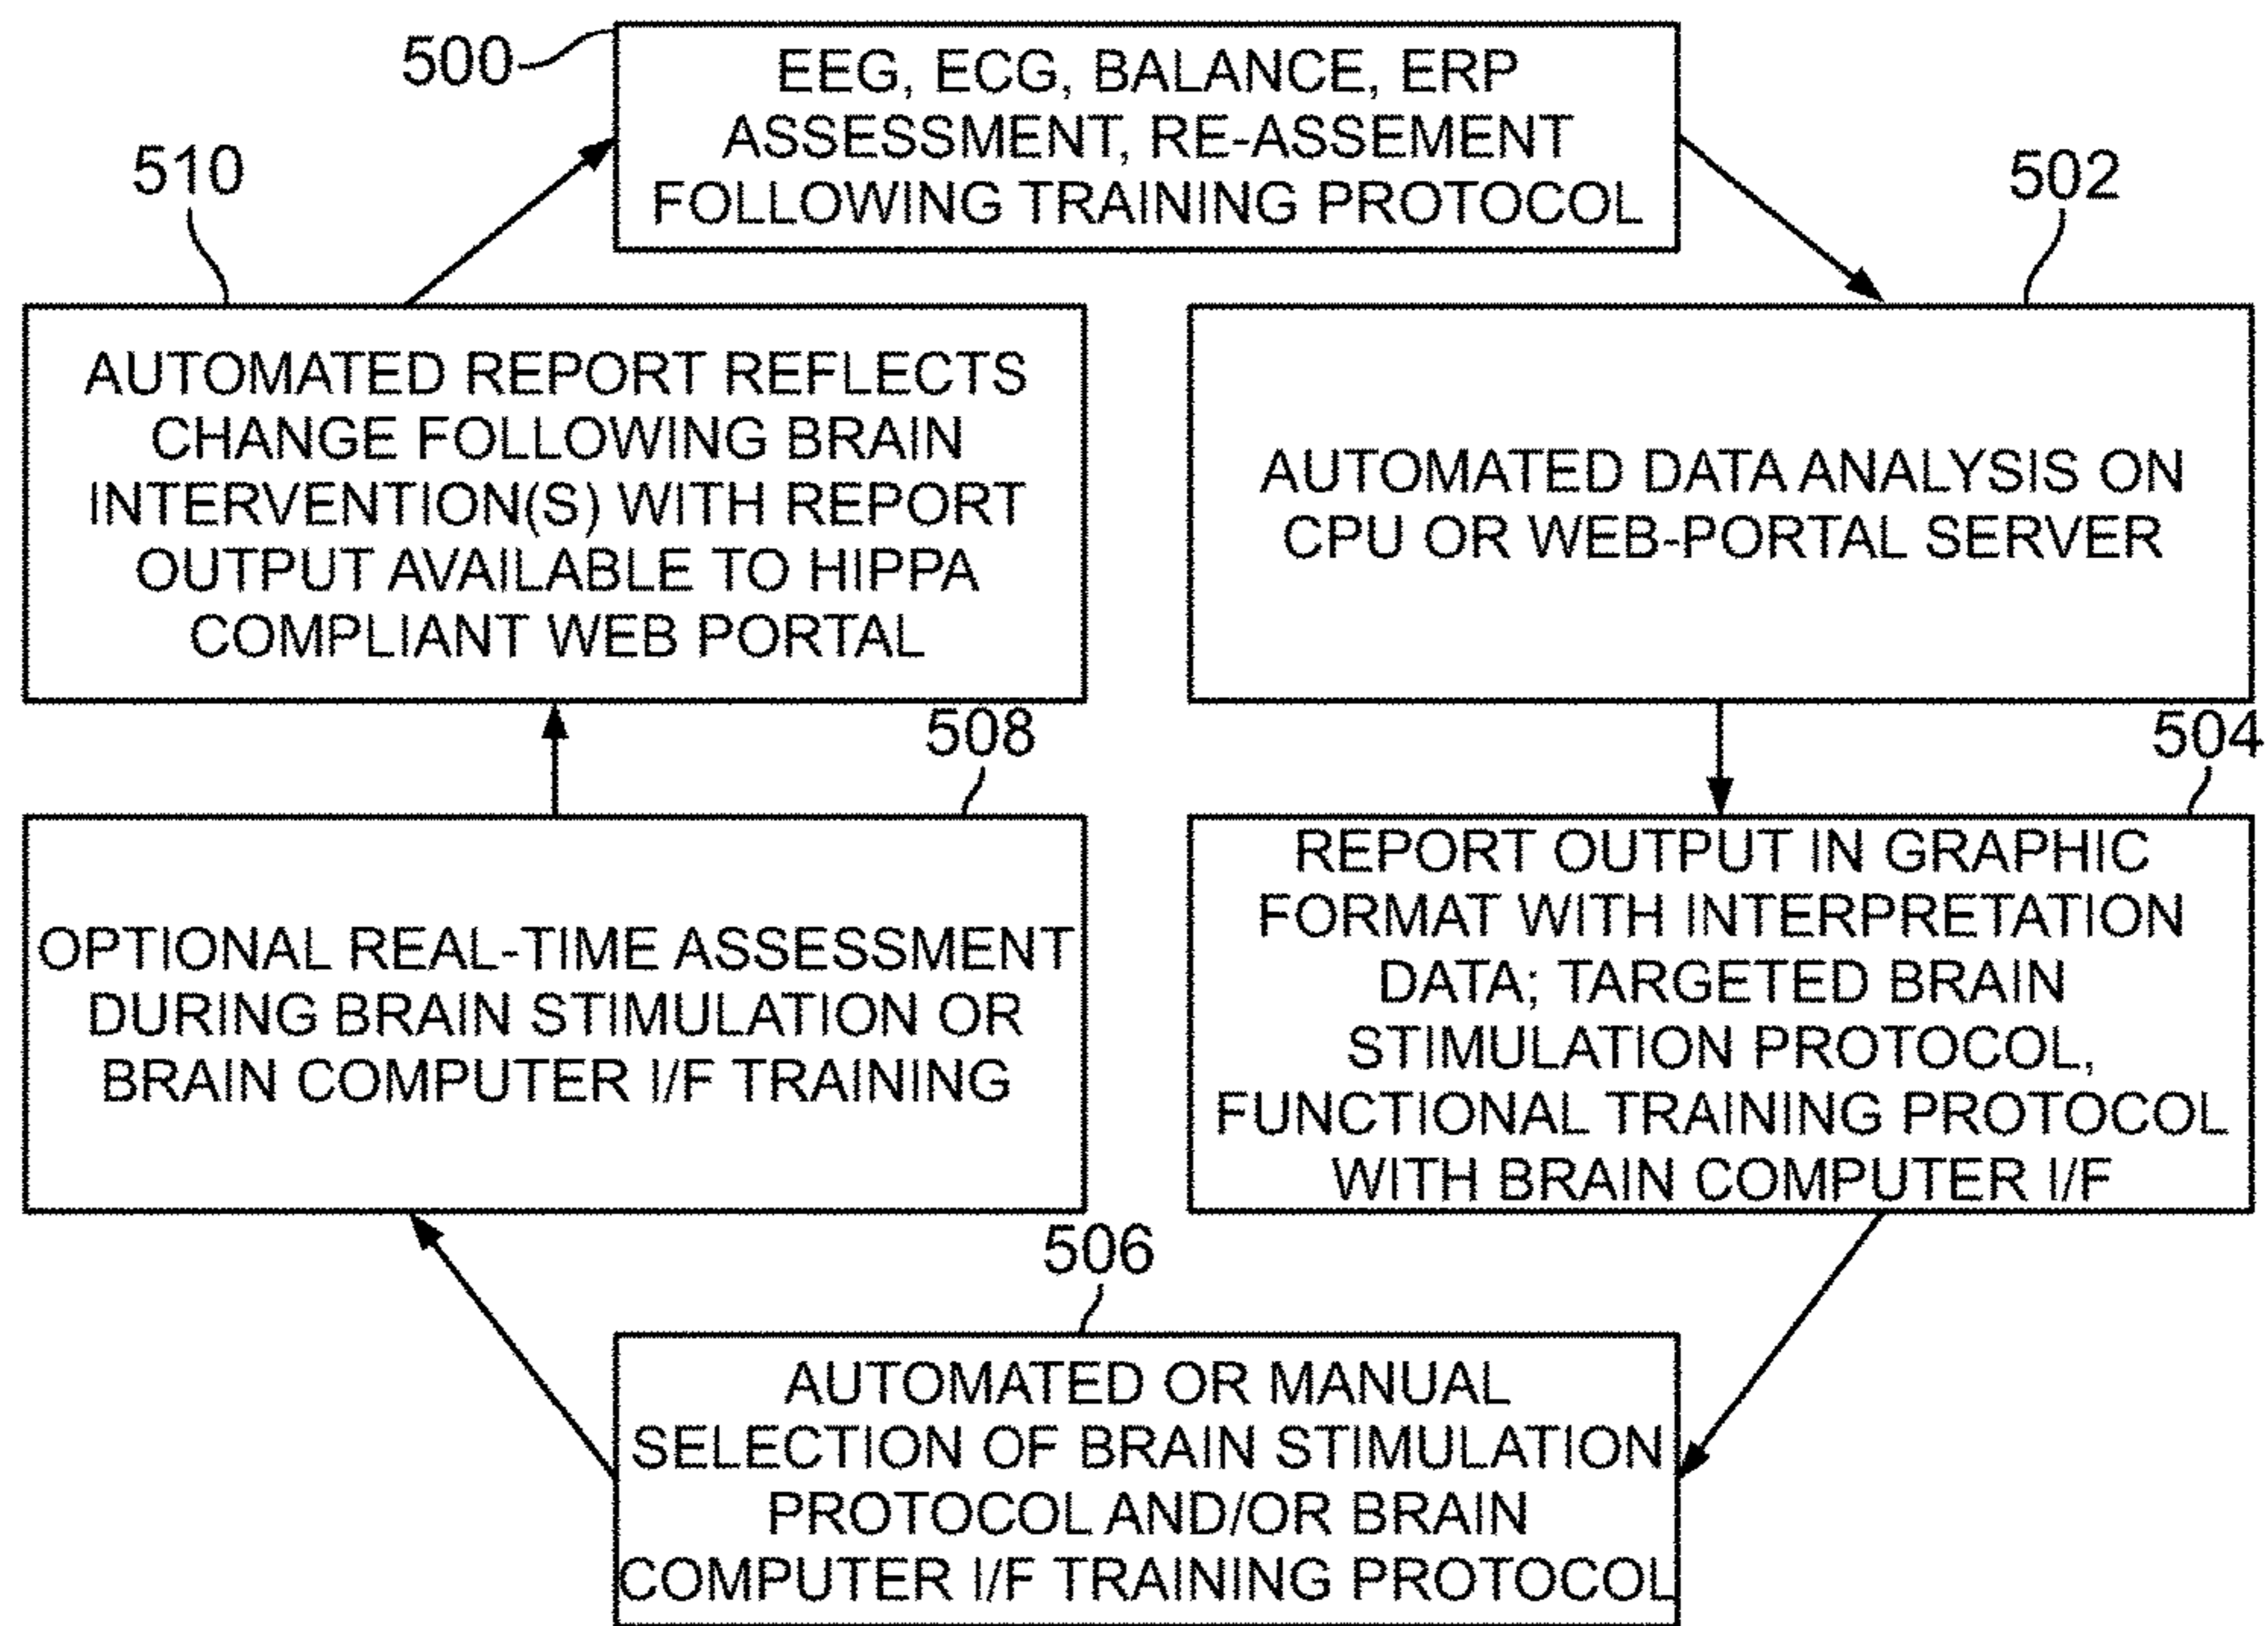 500
EEG, ECG, BALANCE, ERP
ASSESSMENT, RE-ASSEMENT
FOLLOWING TRAINING PROTOCOL
502
AUTOMATED DATA ANALYSIS ON
CPU OR WEB-PORTAL SERVER
504
REPORT OUTPUT IN GRAPHIC
FORMAT WITH INTERPRETATION
DATA; TARGETED BRAIN
STIMULATION PROTOCOL,
FUNCTIONAL TRAINING PROTOCOL
WITH BRAIN COMPUTER I/F
506
AUTOMATED OR MANUAL
SELECTION OF BRAIN STIMULATION
PROTOCOL AND/OR BRAIN
COMPUTER I/F TRAINING PROTOCOL
508
OPTIONAL REAL-TIME ASSESSMENT
DURING BRAIN STIMULATION OR
BRAIN COMPUTER I/F TRAINING
510
AUTOMATED REPORT REFLECTS
CHANGE FOLLOWING BRAIN
INTERVENTION(S) WITH REPORT
OUTPUT AVAILABLE TO HIPPA
COMPLIANT WEB PORTAL